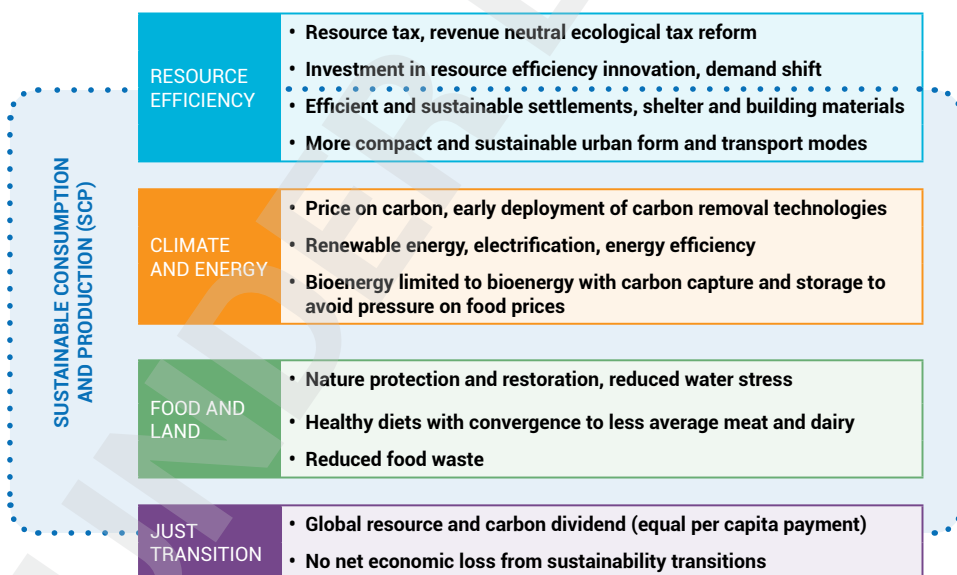 RESOURCE
EFFICIENCY
• Resource tax, revenue neutral ecological tax reform
• Investment in resource efficiency innovation, demand shift
• Efficient and sustainable settlements, shelter and building materials
• More compact and sustainable urban form and transport modes
SUSTAINABLE CONSUMPTION
AND PRODUCTION (SCP)
CLIMATE
AND ENERGY
• Price on carbon, early deployment of carbon removal technologies
• Renewable energy, electrification, energy efficiency
• Bioenergy limited to bioenergy with carbon capture and storage to
avoid pressure on food prices
FOOD AND
LAND
• Nature protection and restoration, reduced water stress
• Healthy diets with convergence to less average meat and dairy
• Reduced food waste
JUST
TRANSITION
• Global resource and carbon dividend (equal per capita payment)
• No net economic loss from sustainability transitions
UNDER